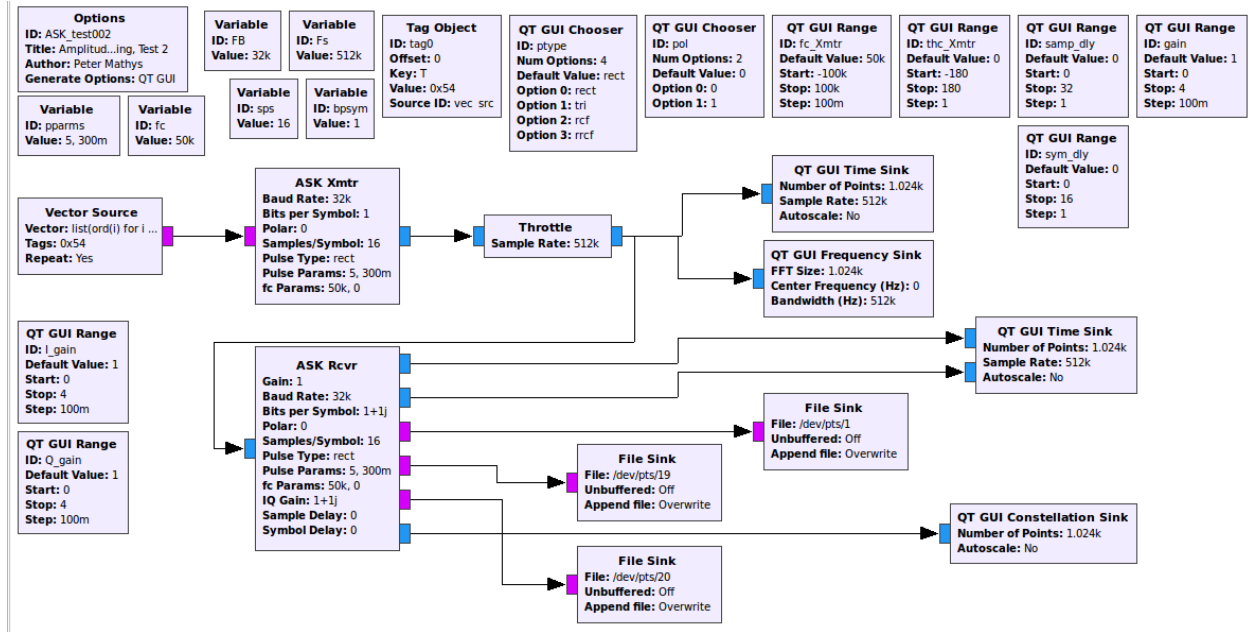 Options
ID: ASK_test002
Title: Amplitud...ing, Test 2
Author: Peter Mathys
Generate Options: QT GUI
Variable
ID: FB
Value: 32k
Variable
ID: Fs
Value: 512k
Tag Object
ID: tag0
Offset: 0
Key: T
Value: 0x54
Source ID: vec_src
QT GUI Chooser
ID: ptype
Num Options: 4
Default Value: rect
Option 0: rect
Option 1: tri
Option 2: rcf
Option 3: rrcf
QT GUI Chooser
ID: pol
Num Options: 2
Default Value: 0
Option 0: 0
Option 1: 1
QT GUI Range
ID: fc_Xmtr
Default Value: 50k
Start: -100k
Stop: 100k
Step: 100m
QT GUI Range
ID: thc_Xmtr
Default Value: 0
Start: -180
Stop: 180
Step: 1
QT GUI Range
ID: samp_dly
Default Value: 0
Start: 0
Stop: 32
Step: 1
QT GUI Range
ID: gain
Default Value: 1
Start: 0
Stop: 4
Step: 100m
Variable
ID: pparms
Value: 5, 300m
Variable
ID: fc
Value: 50k
Variable
ID: sps
Value: 16
Variable
ID: bpsym
Value: 1
QT GUI Range
ID: sym_dly
Default Value: 0
Start: 0
Stop: 16
Step: 1
Vector Source
Vector: list(ord(i) for i ...
Tags: 0x54
Repeat: Yes
ASK Xmtr
Baud Rate: 32k
Bits per Symbol: 1
Polar: 0
Samples/Symbol: 16
Pulse Type: rect
Pulse Params: 5, 300m
fc Params: 50k, 0
Throttle
Sample Rate: 512k
QT GUI Time Sink
Number of Points: 1.024k
Sample Rate: 512k
Autoscale: No
QT GUI Frequency Sink
FFT Size: 1.024k
Center Frequency (Hz): 0
Bandwidth (Hz): 512k
QT GUI Range
ID: I_gain
Default Value: 1
Start: 0
Stop: 4
Step: 100m
QT GUI Range
ID: Q_gain
Default Value: 1
Start: 0
Stop: 4
Step: 100m
ASK Rcvr
Gain: 1
Baud Rate: 32k
Bits per Symbol: 1+1j
Polar: 0
Samples/Symbol: 16
Pulse Type: rect
Pulse Params: 5, 300m
fc Params: 50k, 0
IQ Gain: 1+1j
Sample Delay: 0
Symbol Delay: 0
QT GUI Time Sink
Number of Points: 1.024k
Sample Rate: 512k
Autoscale: No
File Sink
File: /dev/pts/1
Unbuffered: Off
Append file: Overwrite
File Sink
File: /dev/pts/19
Unbuffered: Off
Append file: Overwrite
QT GUI Constellation Sink
Number of Points: 1.024k
Autoscale: No
File Sink
File: /dev/pts/20
Unbuffered: Off
Append file: Overwrite